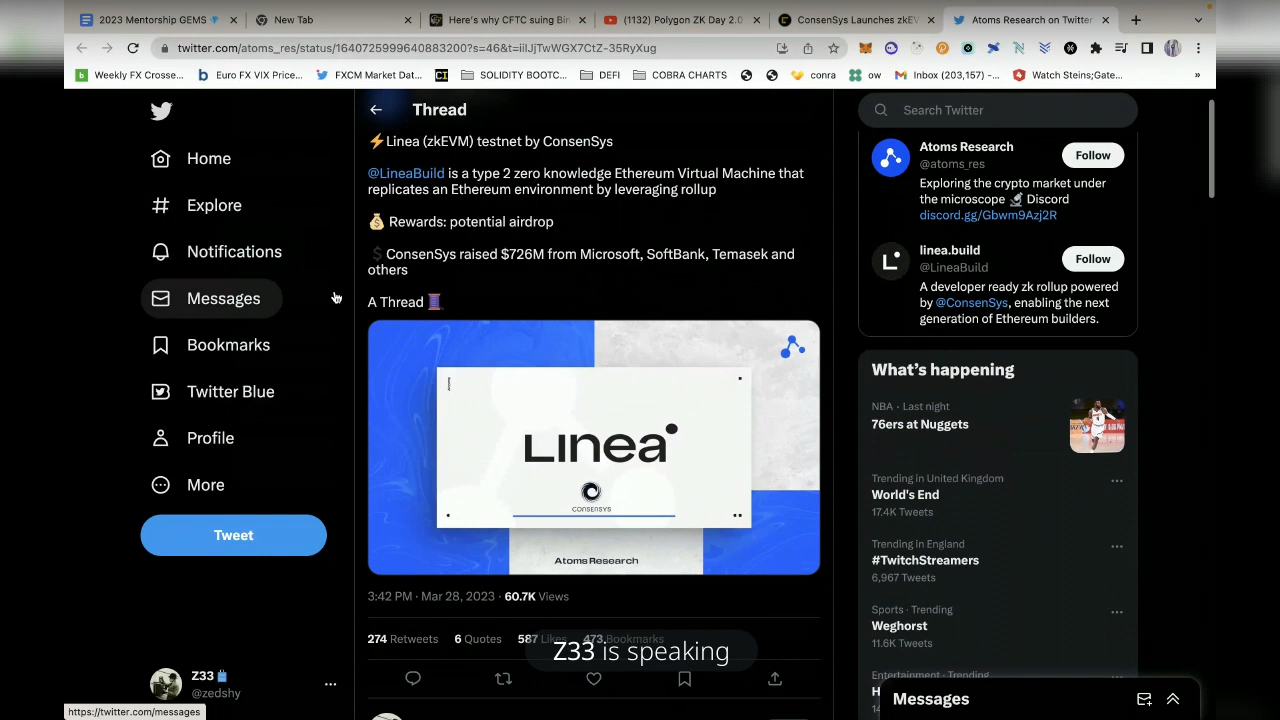 2023 Mentorship GEMS
New Tab
Here's why CFTC suing Bin
(1132) Polygon ZK Day 2.0
ConsenSys Launches zkEV
Atoms Research on Twitter
twitter.com/atoms_res/status/1640725999640883200?s=46&t=iIIJjTwWGX7CtZ-35RyXug
Weekly FX Crosse...
Euro FX VIX Price...
FXCM Market Dat...
SOLIDITY BOOTC...
DEFI
COBRA CHARTS
conra
ow
Inbox (203,157) –...
Watch Steins;Gate...
»
Home
Explore
Notifications
Messages
Bookmarks
Twitter Blue
Profile
More
Tweet
Z33
@zedshy
https://twitter.com/messages
Thread
⚡Linea (zkEVM) testnet by ConsenSys
@LineaBuild is a type 2 zero knowledge Ethereum Virtual Machine that
replicates an Ethereum environment by leveraging rollup
💰 Rewards: potential airdrop
💲ConsenSys raised $726M from Microsoft, SoftBank, Temasek and
others
A Thread 🧵
Linea
CONSENSYS
Atoms Research
3:42 PM · Mar 28, 2023 · 60.7K Views
274 Retweets 6 Quotes 587 Likes 473 Bookmarks
Z33 is speaking
Search Twitter
Atoms Research
@atoms_res
Follow
Exploring the crypto market under
the microscope 🔬 Discord
discord.gg/Gbwm9Azj2R
linea.build
@LineaBuild
Follow
A developer ready zk rollup powered
by @ConsenSys, enabling the next
generation of Ethereum builders.
What's happening
NBA · Last night
76ers at Nuggets
Trending in United Kingdom
World's End
17.4K Tweets
Trending in England
#TwitchStreamers
6,967 Tweets
Sports · Trending
Weghorst
11.6K Tweets
Entertainment · Trending
Messages